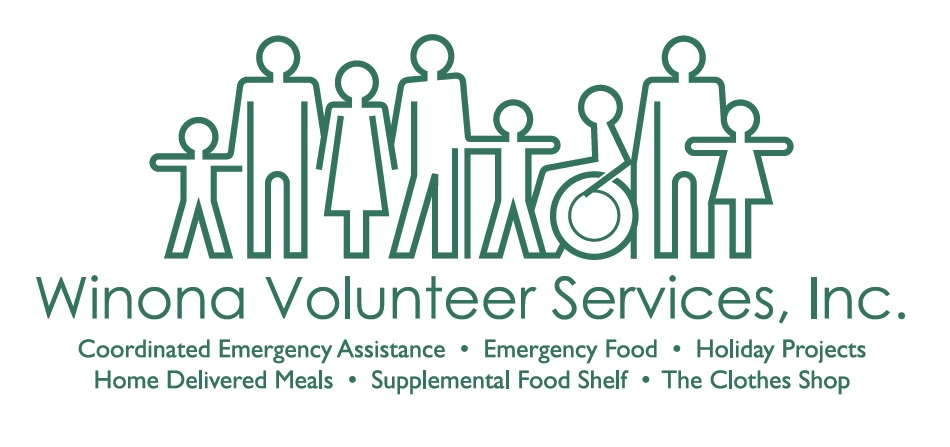 Winona Volunteer Services, Inc.
Coordinated Emergency Assistance • Emergency Food • Holiday Projects
Home Delivered Meals • Supplemental Food Shelf • The Clothes Shop